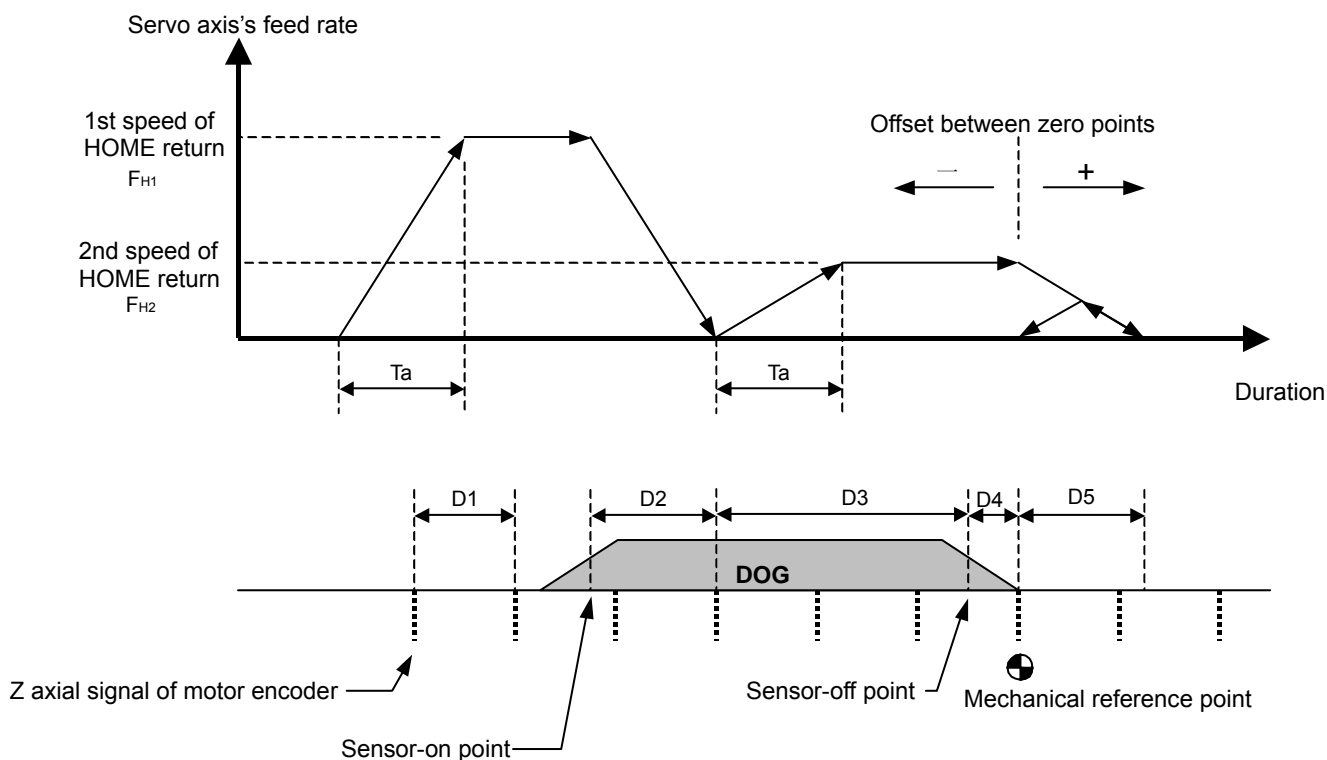 Servo axis's feed rate
1st speed of
HOME return
FH1
Offset between zero points
− +
2nd speed of
HOME return
FH2
Ta Ta
Duration
D1 D2 D3 D4 D5
DOG
Z axial signal of motor encoder
Sensor-off point
Mechanical reference point
Sensor-on point